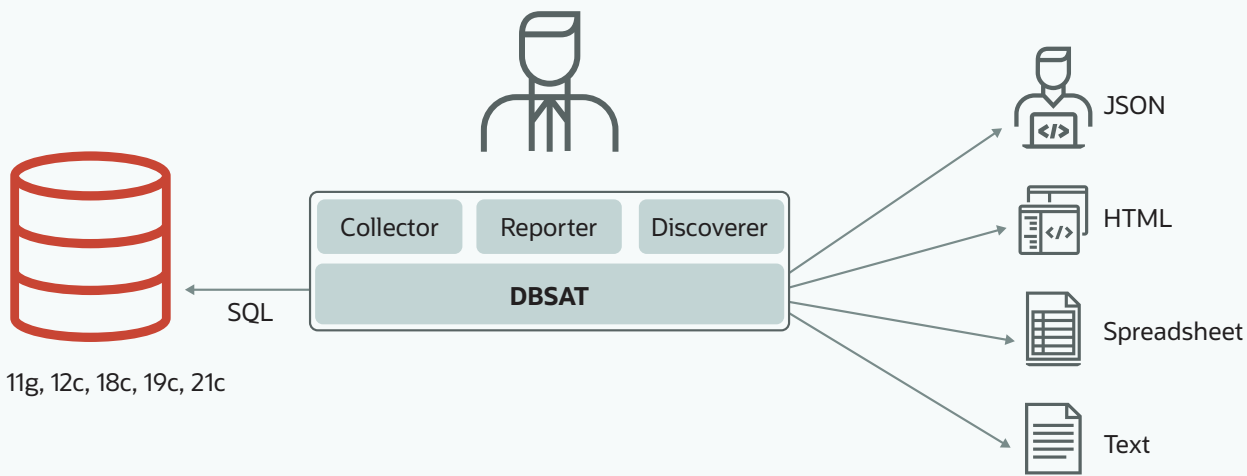 11g, 12c, 18c, 19c, 21c
SQL
Collector
Reporter
Discoverer
DBSAT
JSON
</>
HTML
</>
Spreadsheet
Text